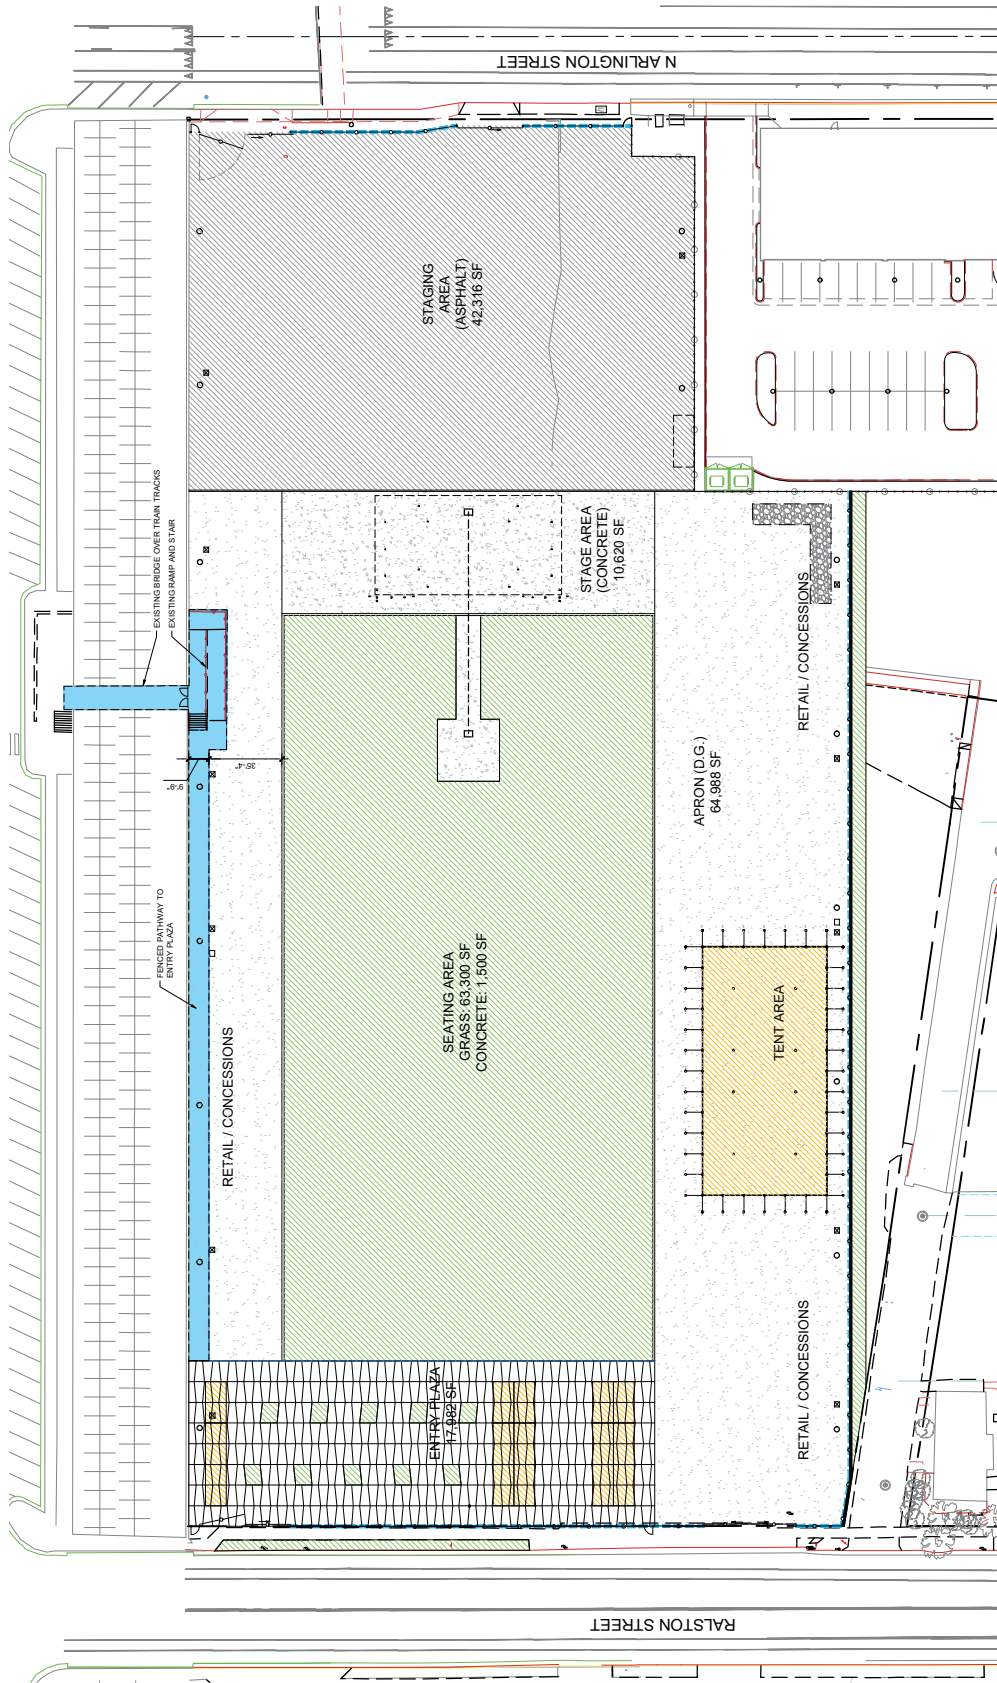 N ARLINGTON STREET
STAGING
AREA
(ASPHALT)
42,316 SF
EXISTING BRIDGE OVER TRAIN TRACKS
EXISTING RAMP AND STAIR
STAGE AREA
(CONCRETE)
10,620 SF
RETAIL / CONCESSIONS
9'-9"
35'-4"
APRON (D.G.)
64,988 SF
FENCED PATHWAY TO
ENTRY PLAZA
SEATING AREA
GRASS: 63,300 SF
CONCRETE: 1,500 SF
TENT AREA
RETAIL / CONCESSIONS
RETAIL / CONCESSIONS
ENTRY PLAZA
17,982 SF
RALSTON STREET